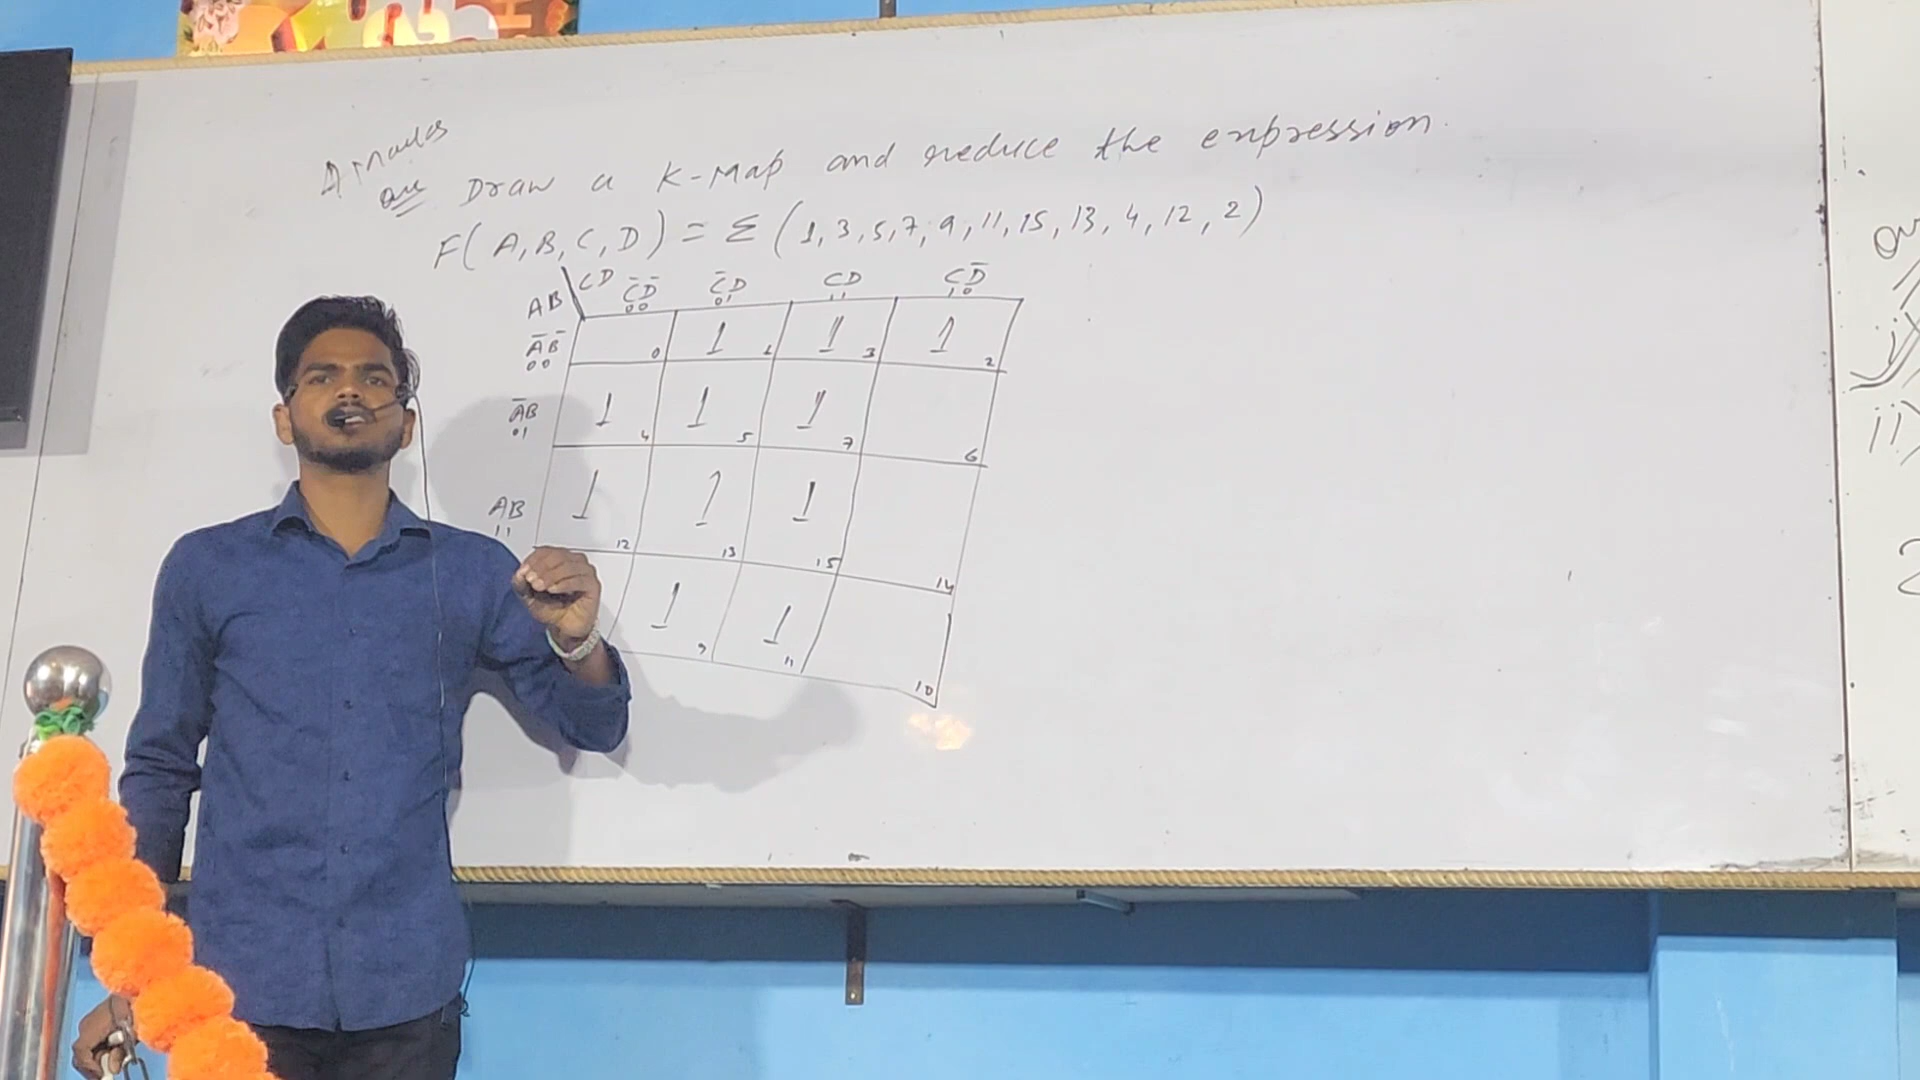 4 marks
Que Draw a K-Map and reduce the expression.
F(A,B,C,D) = Σ(1,3,5,7,9,11,15,13,4,12,2)
AB CD C̄D̄ C̄D CD CD̄
00 01 11 10
ĀB̄ 1 1 1
00 0 1 3 2
ĀB 1 1 1
01 4 5 7 6
AB 1 1 1
11 12 13 15 14
1 1
9 11 10
ii)